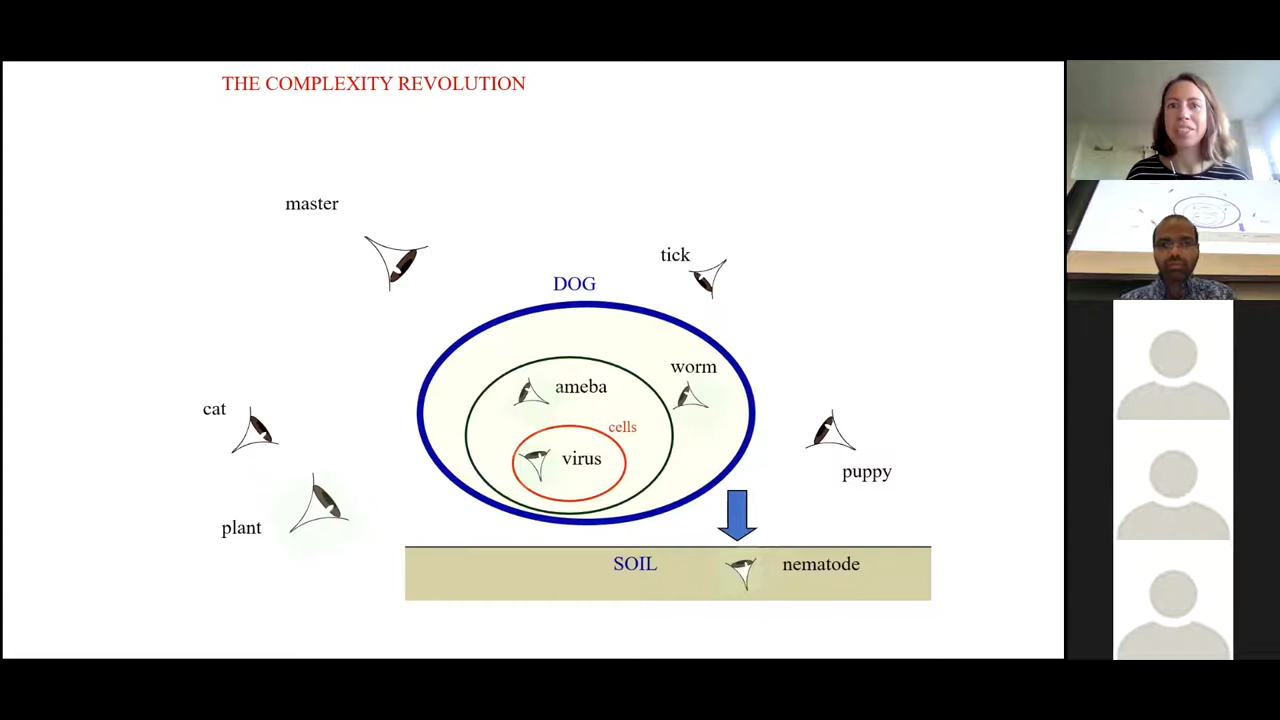 THE COMPLEXITY REVOLUTION
master
tick
DOG
worm
ameba
cat
cells
virus
puppy
plant
SOIL
nematode